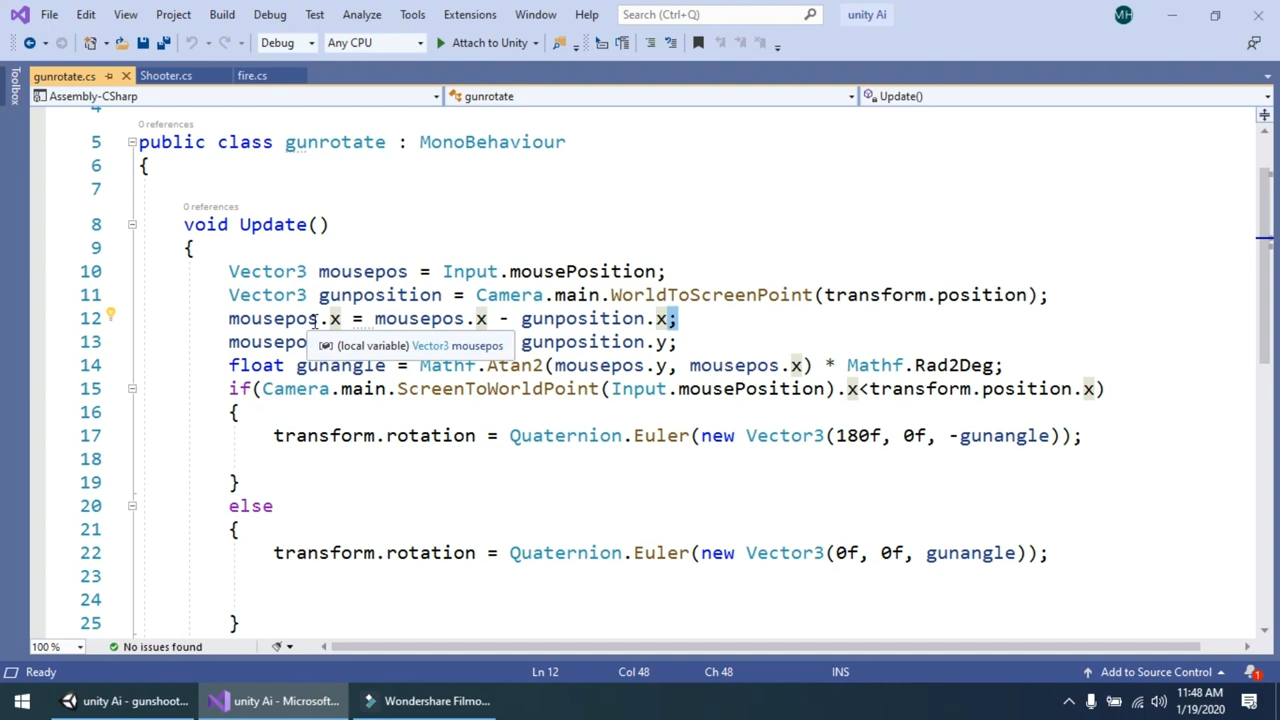 File Edit View Project Build Debug Test Analyze Tools Extensions Window Help Search (Ctrl+Q) unity Ai MH
Debug Any CPU Attach to Unity
Toolbox
gunrotate.cs Shooter.cs fire.cs
Assembly-CSharp gunrotate Update()
4
0 references
5 public class gunrotate : MonoBehaviour
6 {
7
0 references
8 void Update()
9 {
10 Vector3 mousepos = Input.mousePosition;
11 Vector3 gunposition = Camera.main.WorldToScreenPoint(transform.position);
12 mousepos.x = mousepos.x - gunposition.x;
13 mousepo gunposition.y;
(local variable) Vector3 mousepos
14 float gunangle = Mathf.Atan2(mousepos.y, mousepos.x) * Mathf.Rad2Deg;
15 if(Camera.main.ScreenToWorldPoint(Input.mousePosition).x<transform.position.x)
16 {
17 transform.rotation = Quaternion.Euler(new Vector3(180f, 0f, -gunangle));
18
19 }
20 else
21 {
22 transform.rotation = Quaternion.Euler(new Vector3(0f, 0f, gunangle));
23
24
25 }
100 % No issues found
Ready Ln 12 Col 48 Ch 48 INS Add to Source Control 1
unity Ai - gunshoot... unity Ai - Microsoft... Wondershare Filmo... 11:48 AM
1/19/2020